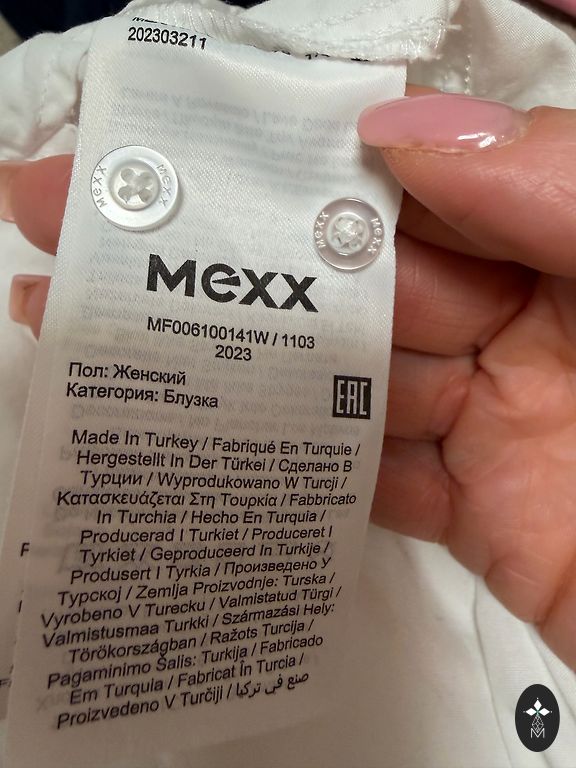 202303211
mexx
mexx
mexx
mexx
mexx
MF006100141W / 1103
2023
Пол: Женский
Категория: Блузка
EAC
Made In Turkey / Fabriqué En Turquie /
Hergestellt In Der Türkei / Сделано В
Турции / Wyprodukowano W Turcji /
Κατασκευάζεται Στη Τουρκία / Fabbricato
In Turchia / Hecho En Turquia /
Producerad I Turkiet / Produceret I
Tyrkiet / Geproduceerd In Turkije /
Produsert I Tyrkia / Произведено У
Турској / Zemlja Proizvodnje: Turska /
Vyrobeno V Turecku / Valmistatud Türgi /
Valmistusmaa Turkki / Származási Hely:
Törökországban / Ražots Turcija /
Pagaminimo Šalis: Turkija / Fabricado
Em Turquia / Fabricat În Turcia /
Proizvedeno V Turčiji / صنع في تركيا
M